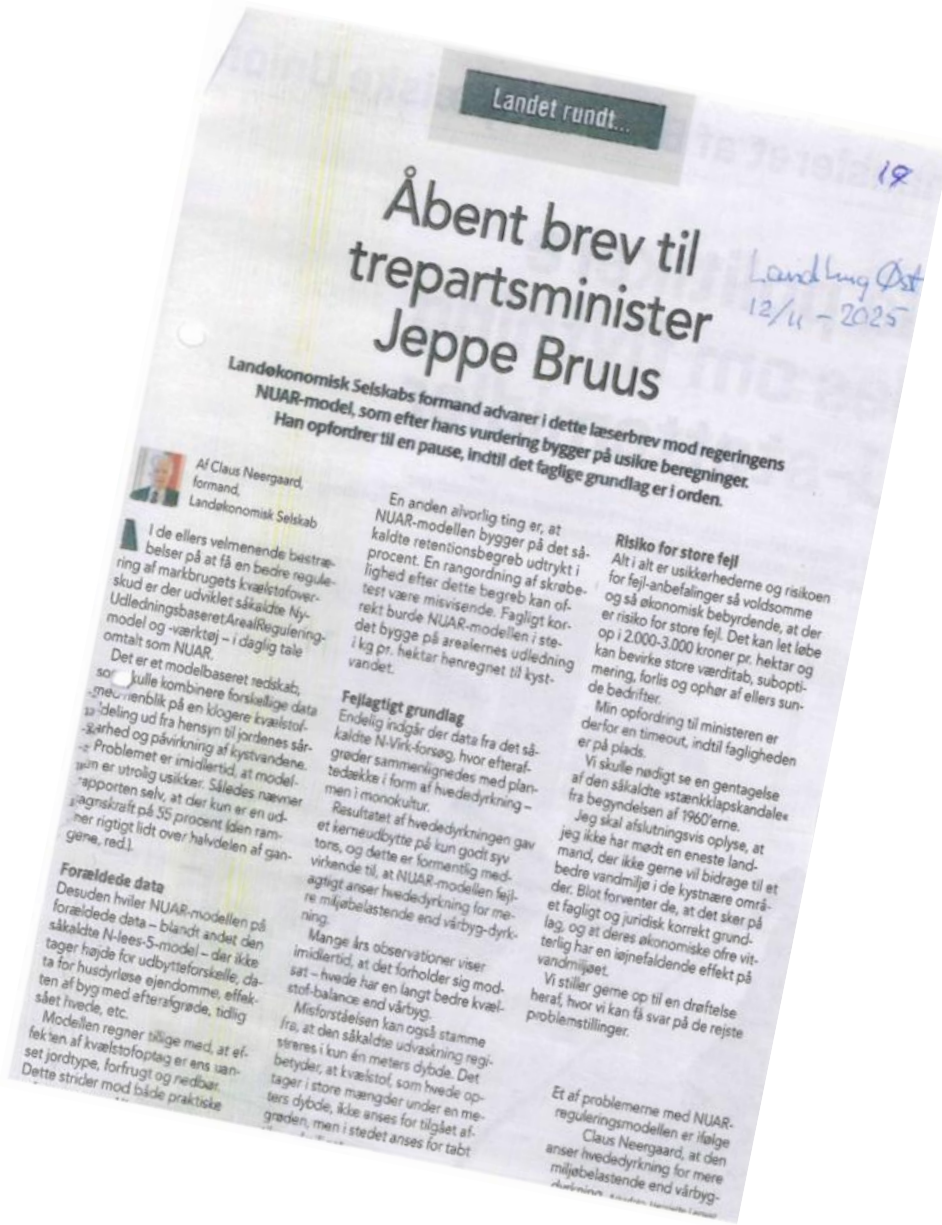 Landet rundt...
19
Åbent brev til
trepartsminister
Jeppe Bruus
Landbrug Øst
12/11 - 2025
Landøkonomisk Selskabs formand advarer i dette læserbrev mod regeringens
NUAR-model, som efter hans vurdering bygger på usikre beregninger.
Han opfordrer til en pause, indtil det faglige grundlag er i orden.
Af Claus Neergaard,
formand,
Landøkonomisk Selskab
I de ellers velmenende bestræ-
belser på at få en bedre regule-
ring af markbrugets kvælstofover-
skud er der udviklet såkaldte Ny-
UdledningsbaseretArealRegulering-
model og -værktøj – i daglig tale
omtalt som NUAR.
Det er et modelbaseret redskab,
kulle kombinere forskellige data
med henblik på en klogere kvælstof-
deling ud fra hensyn til jordenes sår-
barhed og påvirkning af kystvandene.
Problemet er imidlertid, at model-
er utrolig usikker. Således nævner
rapporten selv, at der kun er en ud-
sagnskraft på 55 procent (den ram-
mer rigtigt lidt over halvdelen af gan-
gene, red.).
Forældede data
Desuden hviler NUAR-modellen på
forældede data – blandt andet den
såkaldte N-lees-5-model – der ikke
tager højde for udbytteforskelle, da-
ta for husdyrløse ejendomme, effek-
ten af byg med efterafgrøde, tidlig
sået hvede, etc.
Modellen regner tillige med, at ef-
fekten af kvælstofoptag er ens uan-
set jordtype, forfrugt og nedbør.
Dette strider mod både praktiske
En anden alvorlig ting er, at
NUAR-modellen bygger på det så-
kaldte retentionsbegreb udtrykt i
procent. En rangordning af skrøbe-
lighed efter dette begreb kan of-
test være misvisende. Fagligt kor-
rekt burde NUAR-modellen i ste-
det bygge på arealernes udledning
i kg pr. hektar henregnet til kyst-
vandet.
Fejlagtigt grundlag
Endelig indgår der data fra det så-
kaldte N-Virk-forsøg, hvor efteraf-
grøder sammenlignedes med plan-
tedække i form af hvededyrkning –
men i monokultur.
Resultatet af hvededyrkningen gav
et kerneudbytte på kun godt syv
tons, og dette er formentlig med-
virkende til, at NUAR-modellen fejl-
agtigt anser hvededyrkning for me-
re miljøbelastende end vårbyg-dyrk-
ning.
Mange års observationer viser
imidlertid, at det forholder sig mod-
sat – hvede har en langt bedre kvæl-
stof-balance end vårbyg.
Misforståelsen kan også stamme
fra, at den såkaldte udvaskning regi-
streres i kun én meters dybde. Det
betyder, at kvælstof, som hvede op-
tager i store mængder under en me-
ters dybde, ikke anses for tilgået af-
grøden, men i stedet anses for tabt
Risiko for store fejl
Alt i alt er usikkerhederne og risikoen
for fejl-anbefalinger så voldsomme
og så økonomisk bebyrdende, at der
er risiko for store fejl. Det kan let løbe
op i 2.000-3.000 kroner pr. hektar og
kan bevirke store værditab, subopti-
mering, forlis og ophør af ellers sun-
de bedrifter.
Min opfordring til ministeren er
derfor en timeout, indtil fagligheden
er på plads.
Vi skulle nødigt se en gentagelse
af den såkaldte »stænkklapskandale«
fra begyndelsen af 1960'erne.
Jeg skal afslutningsvis oplyse, at
jeg ikke har mødt en eneste land-
mand, der ikke gerne vil bidrage til et
bedre vandmiljø i de kystnære områ-
der. Blot forventer de, at det sker på
et fagligt og juridisk korrekt grund-
lag, og at deres økonomiske ofre vit-
terlig har en iøjnefaldende effekt på
vandmiljøet.
Vi stiller gerne op til en drøftelse
heraf, hvor vi kan få svar på de rejste
problemstillinger.
Et af problemerne med NUAR-
reguleringsmodellen er ifølge
Claus Neergaard, at den
anser hvededyrkning for mere
miljøbelastende end vårbyg-
dyrkning.